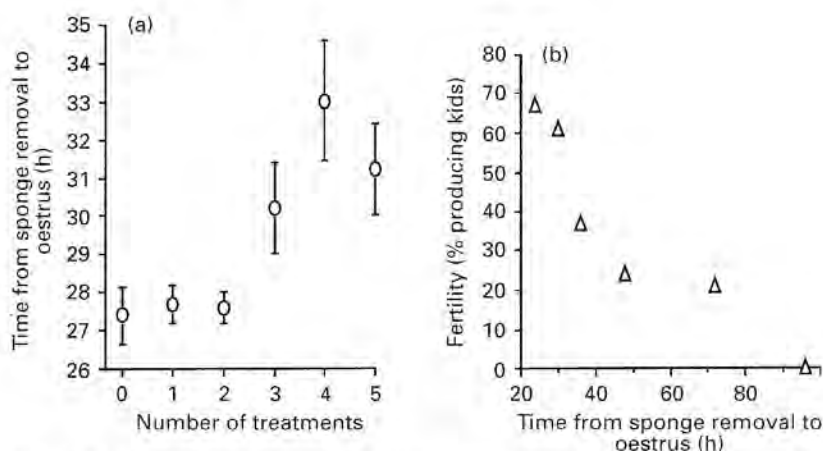 (a)
Time from sponge removal to
oestrus (h)
35
34
33
32
31
30
29
28
27
26
0 1 2 3 4 5
Number of treatments
(b)
Fertility (% producing kids)
80
70
60
50
40
30
20
10
0
20 40 60 80
Time from sponge removal to
oestrus (h)